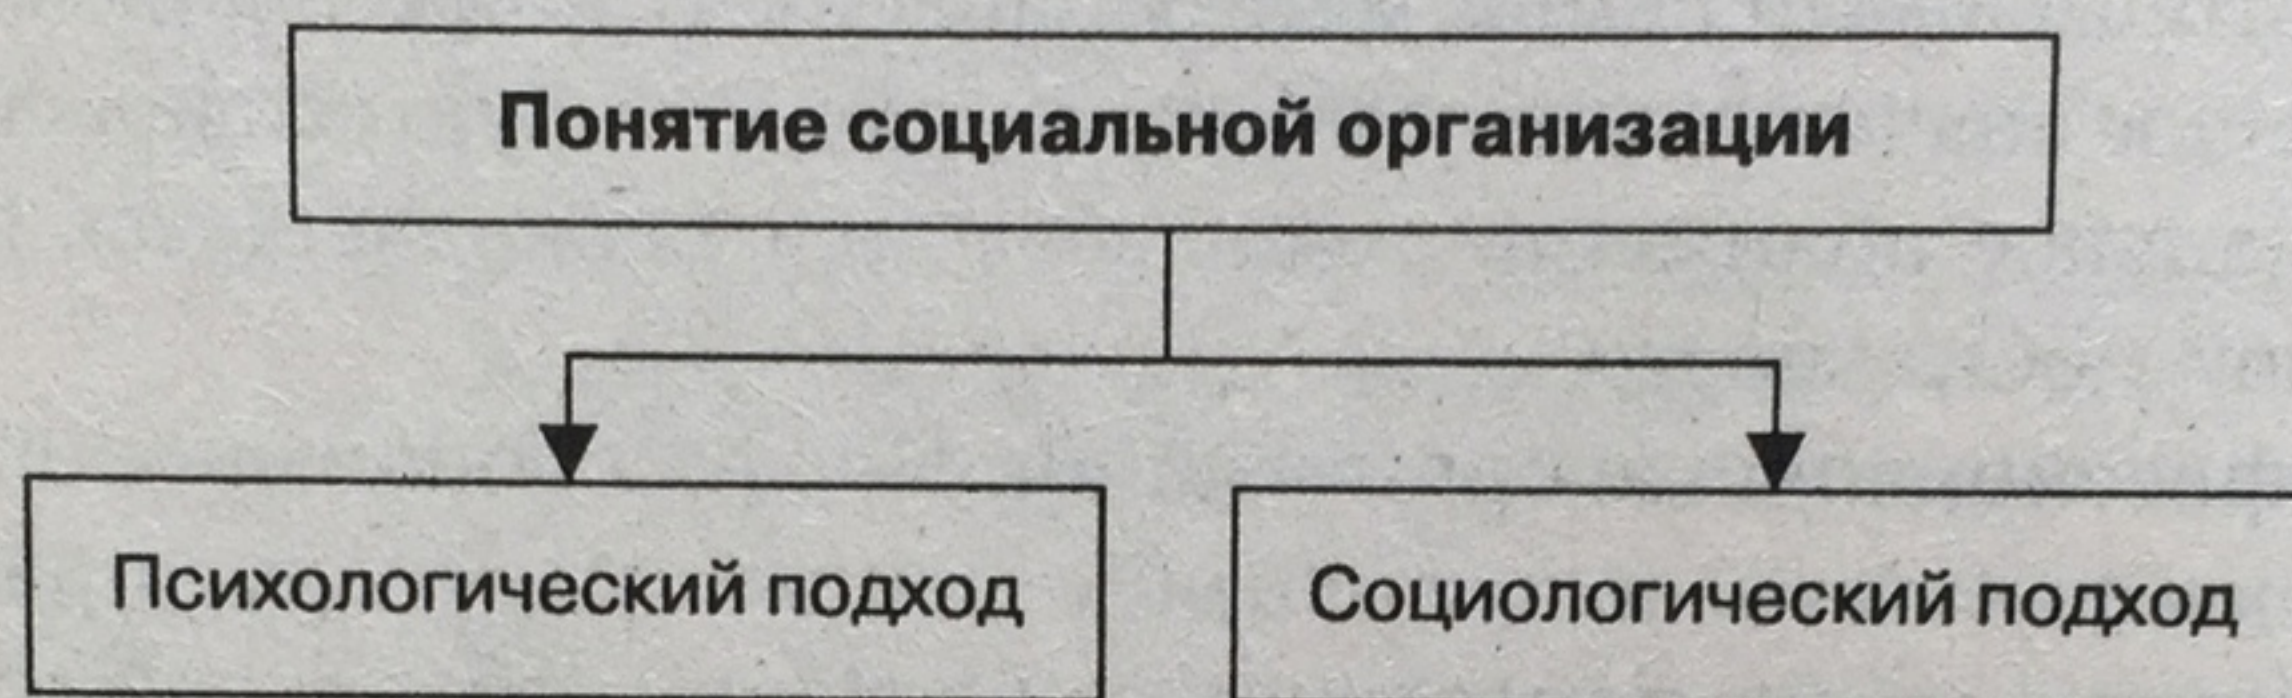 Понятие социальной организации
Психологический подход
Социологический подход